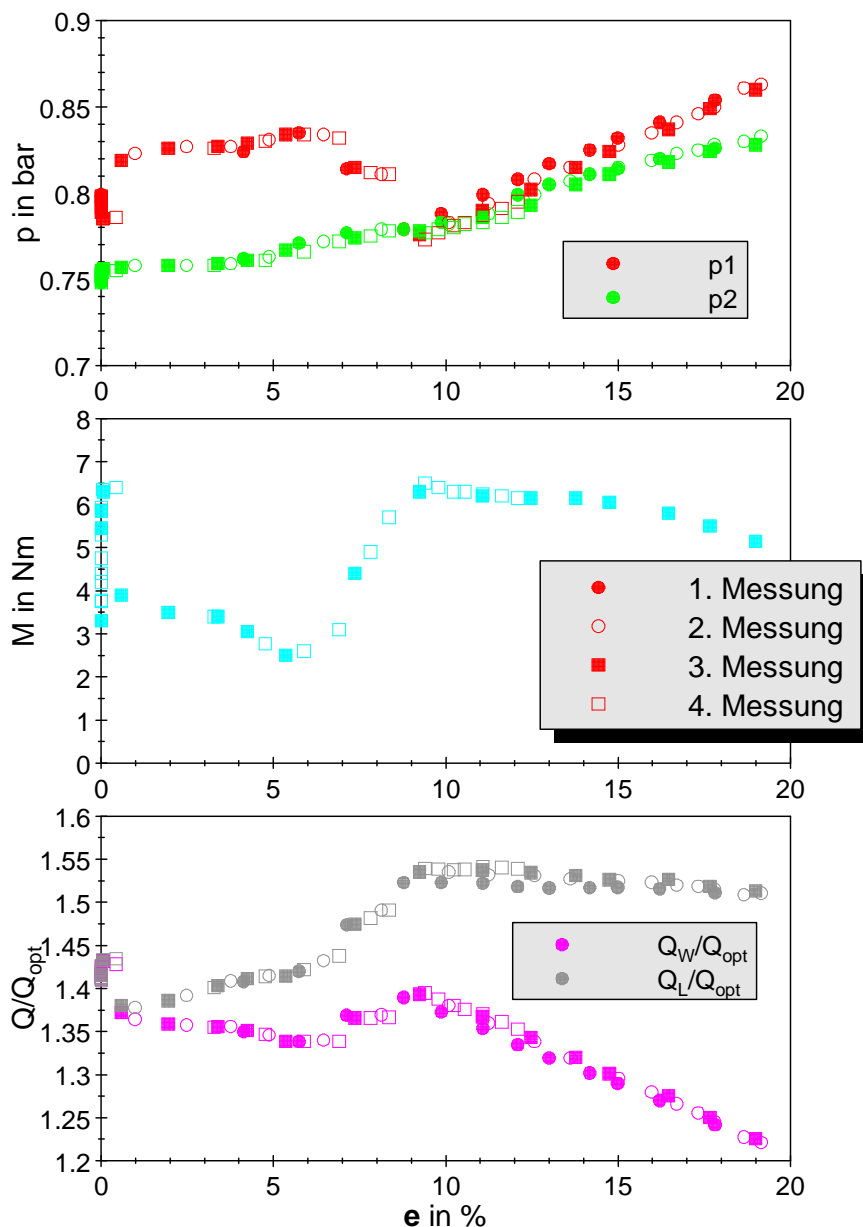 0.9
0.85
0.8
0.75
0.7
p in bar
p1
p2
0 5 10 15 20
8
7
6
5
4
3
2
1
0
M in Nm
1. Messung
2. Messung
3. Messung
4. Messung
0 5 10 15 20
1.6
1.55
1.5
1.45
1.4
1.35
1.3
1.25
1.2
Q/Qopt
QW/Qopt
QL/Qopt
0 5 10 15 20
e in %